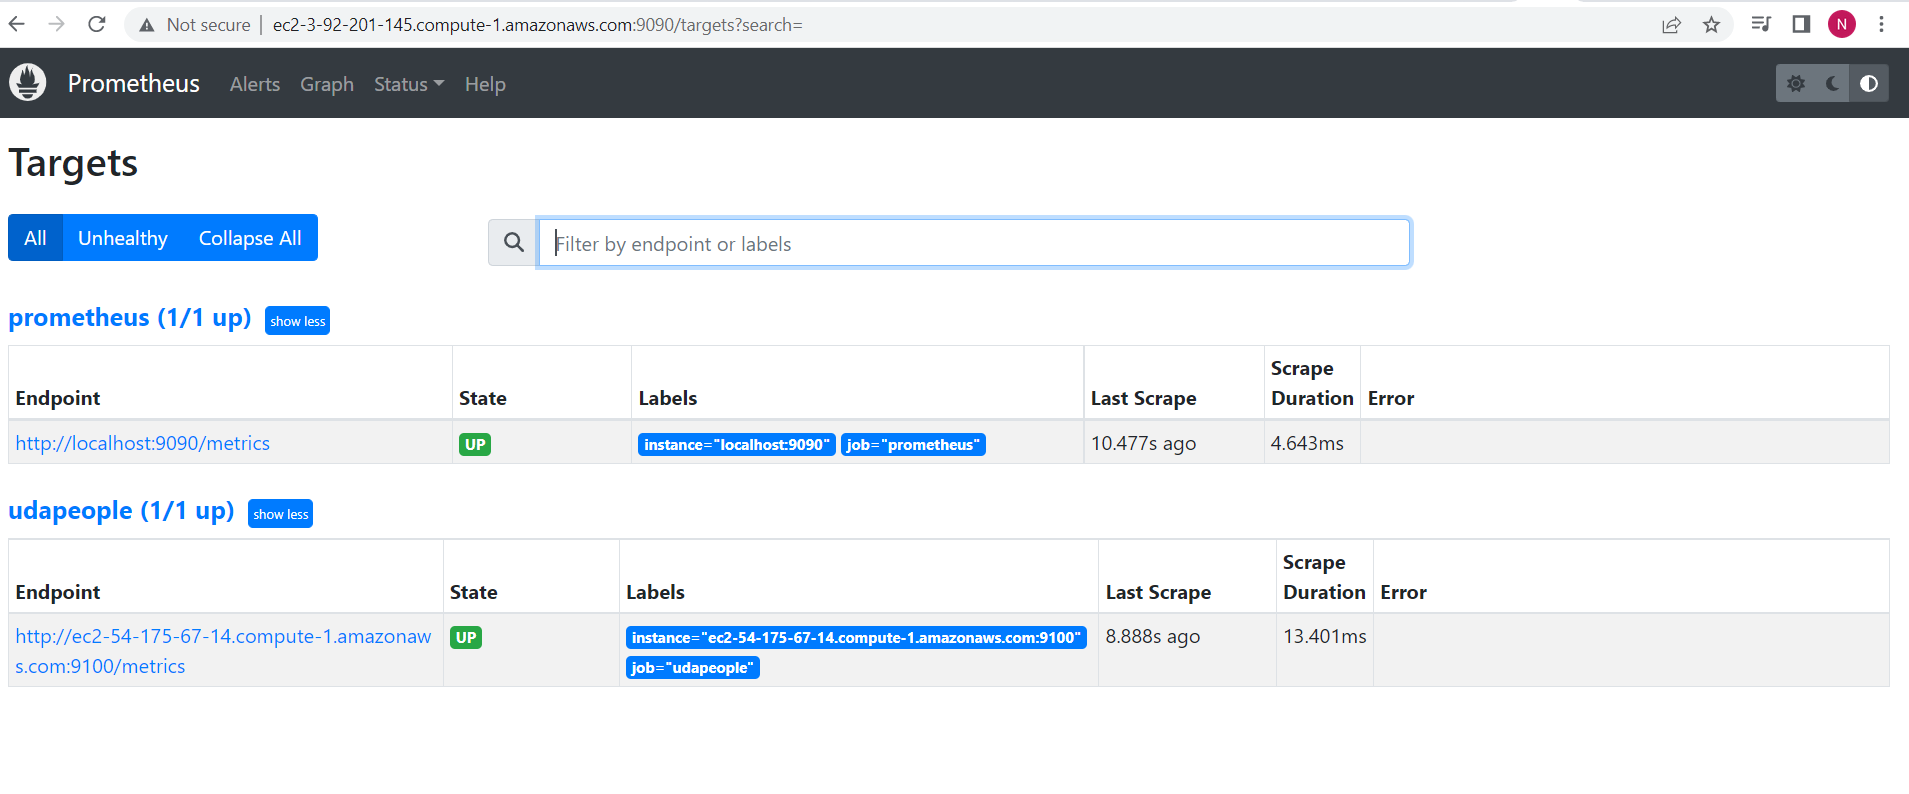 Not secure | ec2-3-92-201-145.compute-1.amazonaws.com:9090/targets?search=
N
Prometheus Alerts Graph Status Help
Targets
All Unhealthy Collapse All
Filter by endpoint or labels
prometheus (1/1 up) show less
Endpoint State Labels Last Scrape Scrape Duration Error
http://localhost:9090/metrics UP instance="localhost:9090" job="prometheus" 10.477s ago 4.643ms
udapeople (1/1 up) show less
Endpoint State Labels Last Scrape Scrape Duration Error
http://ec2-54-175-67-14.compute-1.amazonaw UP instance="ec2-54-175-67-14.compute-1.amazonaws.com:9100" 8.888s ago 13.401ms
s.com:9100/metrics job="udapeople"